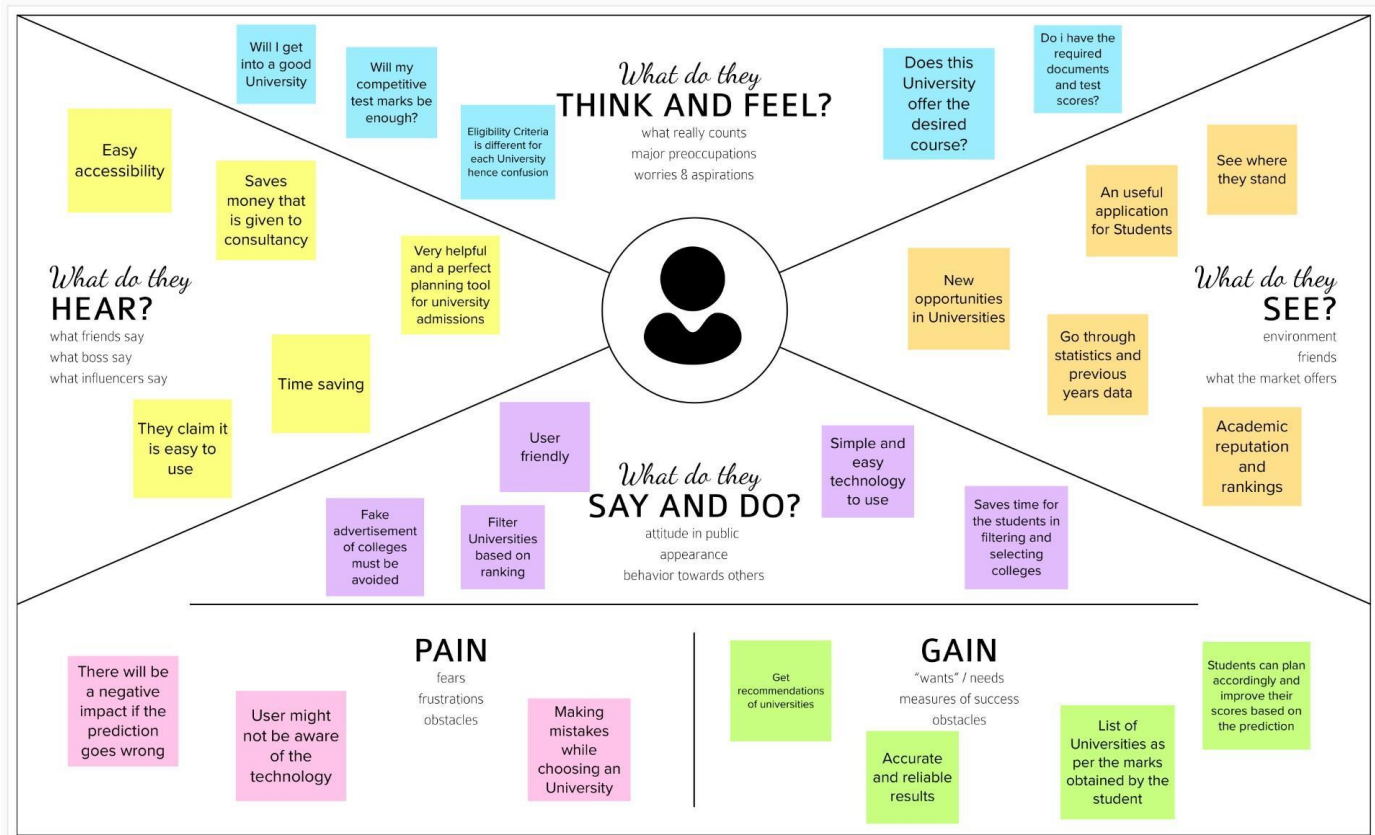 What do they
THINK AND FEEL?
what really counts
major preoccupations
worries & aspirations
Will I get
into a good
University
Will my
competitive
test marks be
enough?
Eligibility Criteria
is different for
each University
hence confusion
Does this
University
offer the
desired
course?
Do i have the
required
documents
and test
scores?
What do they
HEAR?
what friends say
what boss say
what influencers say
Easy
accessibility
Saves
money that
is given to
consultancy
Very helpful
and a perfect
planning tool
for university
admissions
Time saving
They claim it
is easy to
use
What do they
SEE?
environment
friends
what the market offers
See where
they stand
An useful
application
for Students
New
opportunities
in Universities
Go through
statistics and
previous
years data
Academic
reputation
and
rankings
What do they
SAY AND DO?
attitude in public
appearance
behavior towards others
User
friendly
Fake
advertisement
of colleges
must be
avoided
Filter
Universities
based on
ranking
Simple and
easy
technology
to use
Saves time for
the students in
filtering and
selecting
colleges
PAIN
fears
frustrations
obstacles
There will be
a negative
impact if the
prediction
goes wrong
User might
not be aware
of the
technology
Making
mistakes
while
choosing an
University
GAIN
"wants" / needs
measures of success
obstacles
Get
recommendations
of universities
Accurate
and reliable
results
List of
Universities as
per the marks
obtained by the
student
Students can plan
accordingly and
improve their
scores based on
the prediction